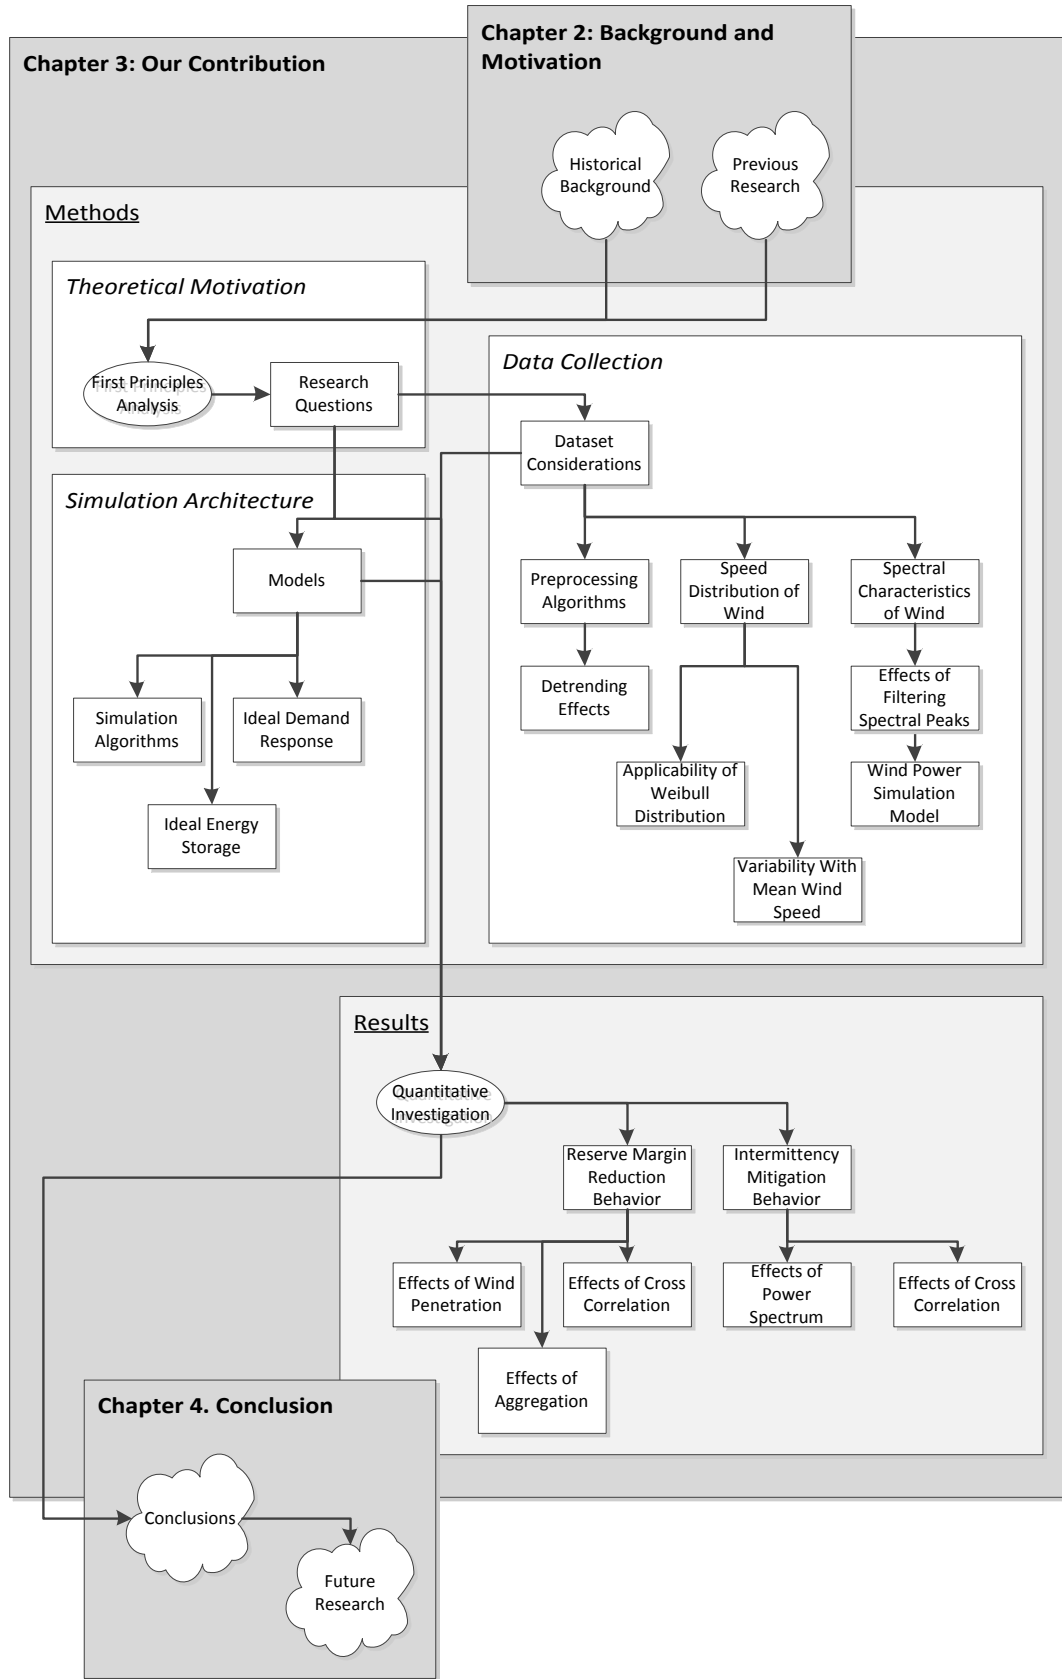 Chapter 2: Background and
Motivation
Chapter 3: Our Contribution
Historical
Background
Previous
Research
Methods
Theoretical Motivation
First Principles
Analysis
Research
Questions
Data Collection
Dataset
Considerations
Simulation Architecture
Models
Simulation
Algorithms
Ideal Demand
Response
Ideal Energy
Storage
Preprocessing
Algorithms
Speed
Distribution of
Wind
Spectral
Characteristics
of Wind
Detrending
Effects
Effects of
Filtering
Spectral Peaks
Applicability of
Weibull
Distribution
Wind Power
Simulation
Model
Variability With
Mean Wind
Speed
Results
Quantitative
Investigation
Reserve Margin
Reduction
Behavior
Intermittency
Mitigation
Behavior
Effects of Wind
Penetration
Effects of Cross
Correlation
Effects of
Power
Spectrum
Effects of Cross
Correlation
Effects of
Aggregation
Chapter 4. Conclusion
Conclusions
Future
Research